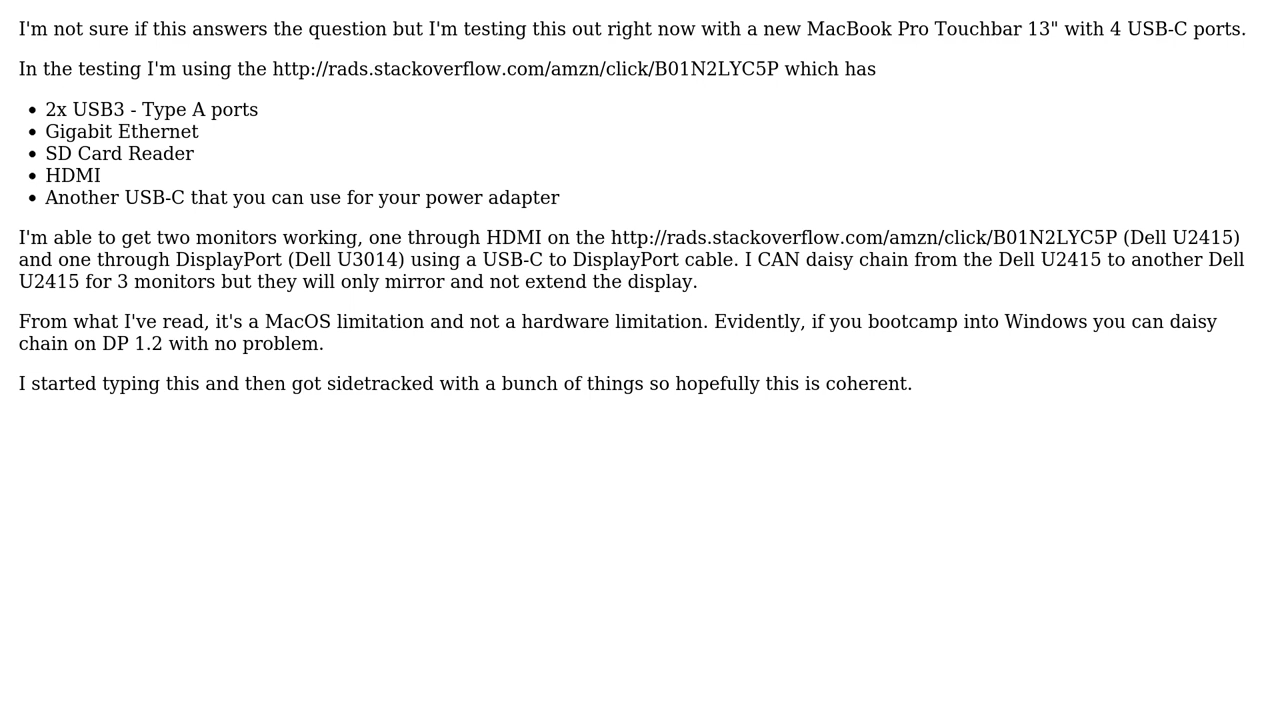 I'm not sure if this answers the question but I'm testing this out right now with a new MacBook Pro Touchbar 13" with 4 USB-C ports.
In the testing I'm using the http://rads.stackoverflow.com/amzn/click/B01N2LYC5P which has
• 2x USB3 - Type A ports
• Gigabit Ethernet
• SD Card Reader
• HDMI
• Another USB-C that you can use for your power adapter
I'm able to get two monitors working, one through HDMI on the http://rads.stackoverflow.com/amzn/click/B01N2LYC5P (Dell U2415)
and one through DisplayPort (Dell U3014) using a USB-C to DisplayPort cable. I CAN daisy chain from the Dell U2415 to another Dell
U2415 for 3 monitors but they will only mirror and not extend the display.
From what I've read, it's a MacOS limitation and not a hardware limitation. Evidently, if you bootcamp into Windows you can daisy
chain on DP 1.2 with no problem.
I started typing this and then got sidetracked with a bunch of things so hopefully this is coherent.